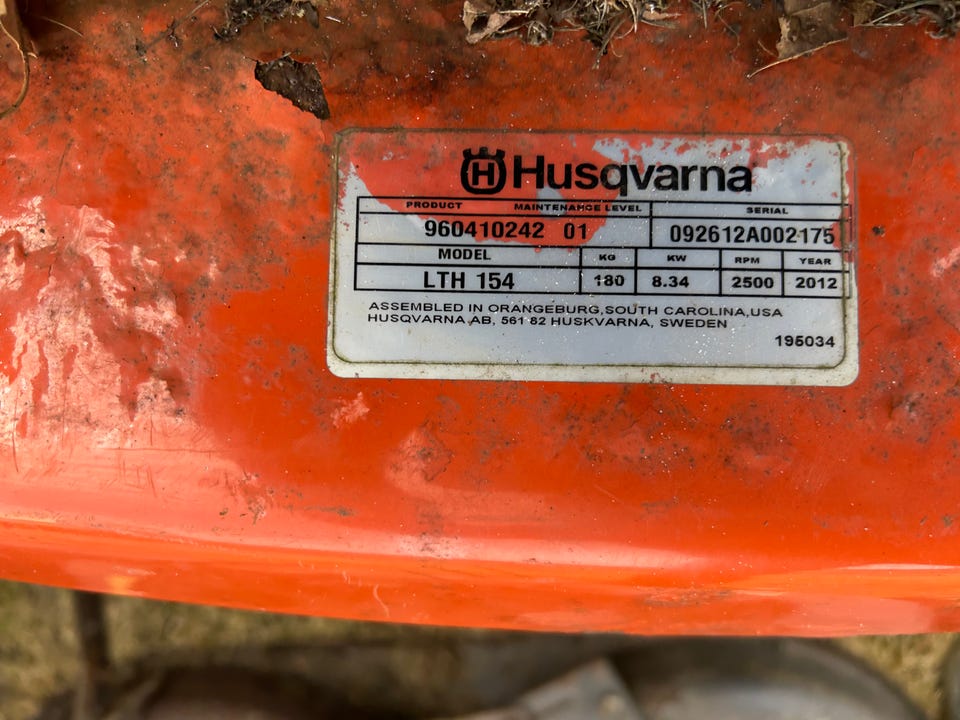 H Husqvarna
PRODUCT MAINTENANCE LEVEL SERIAL
960410242 01 092612A002175
MODEL KG KW RPM YEAR
LTH 154 180 8.34 2500 2012
ASSEMBLED IN ORANGEBURG,SOUTH CAROLINA,USA
HUSQVARNA AB, 561 82 HUSKVARNA, SWEDEN
195034